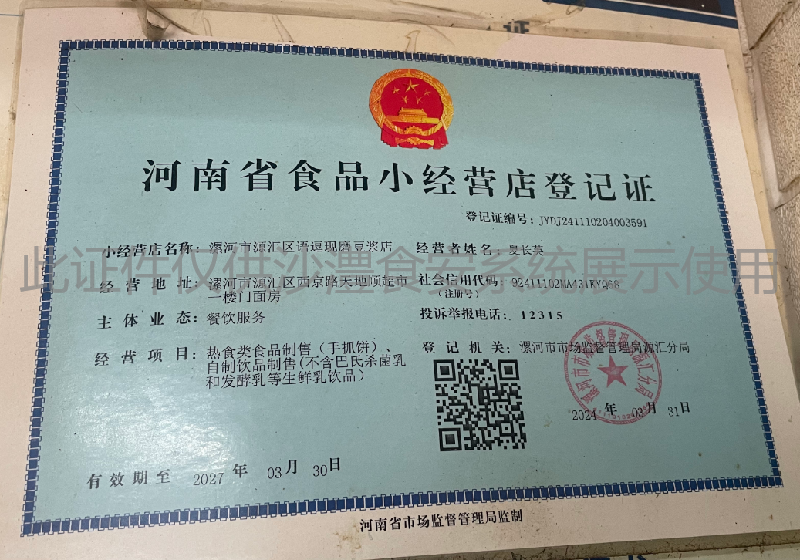 河南省食品小经营店登记证
登记证编号：JYDJ241110204003591
小经营店名称：漯河市源汇区语逗现磨豆浆店
经营者姓名：
经营地址：漯河市源汇区西京路天地顺超市
一楼门面房
社会信用代码：
（注册号）
主体业态：餐饮服务
投诉举报电话：12315
经营项目：热食类食品制售（手抓饼）、
自制饮品制售(不含巴氏杀菌乳
和发酵乳等生鲜乳饮品）
登记机关：漯河市市场监督管理局源汇分局
2024年03月31日
有效期至 2027年03月30日
河南省市场监督管理局监制
此证件仅供沙澧食安系统展示使用